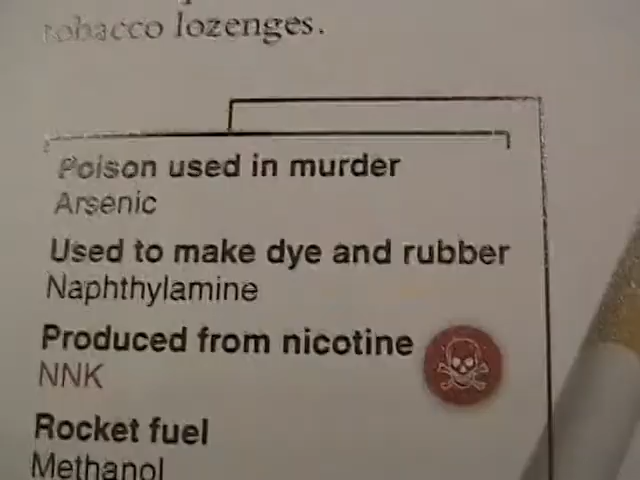 tobacco lozenges.
Poison used in murder
Arsenic
Used to make dye and rubber
Naphthylamine
Produced from nicotine
NNK
Rocket fuel
Methanol